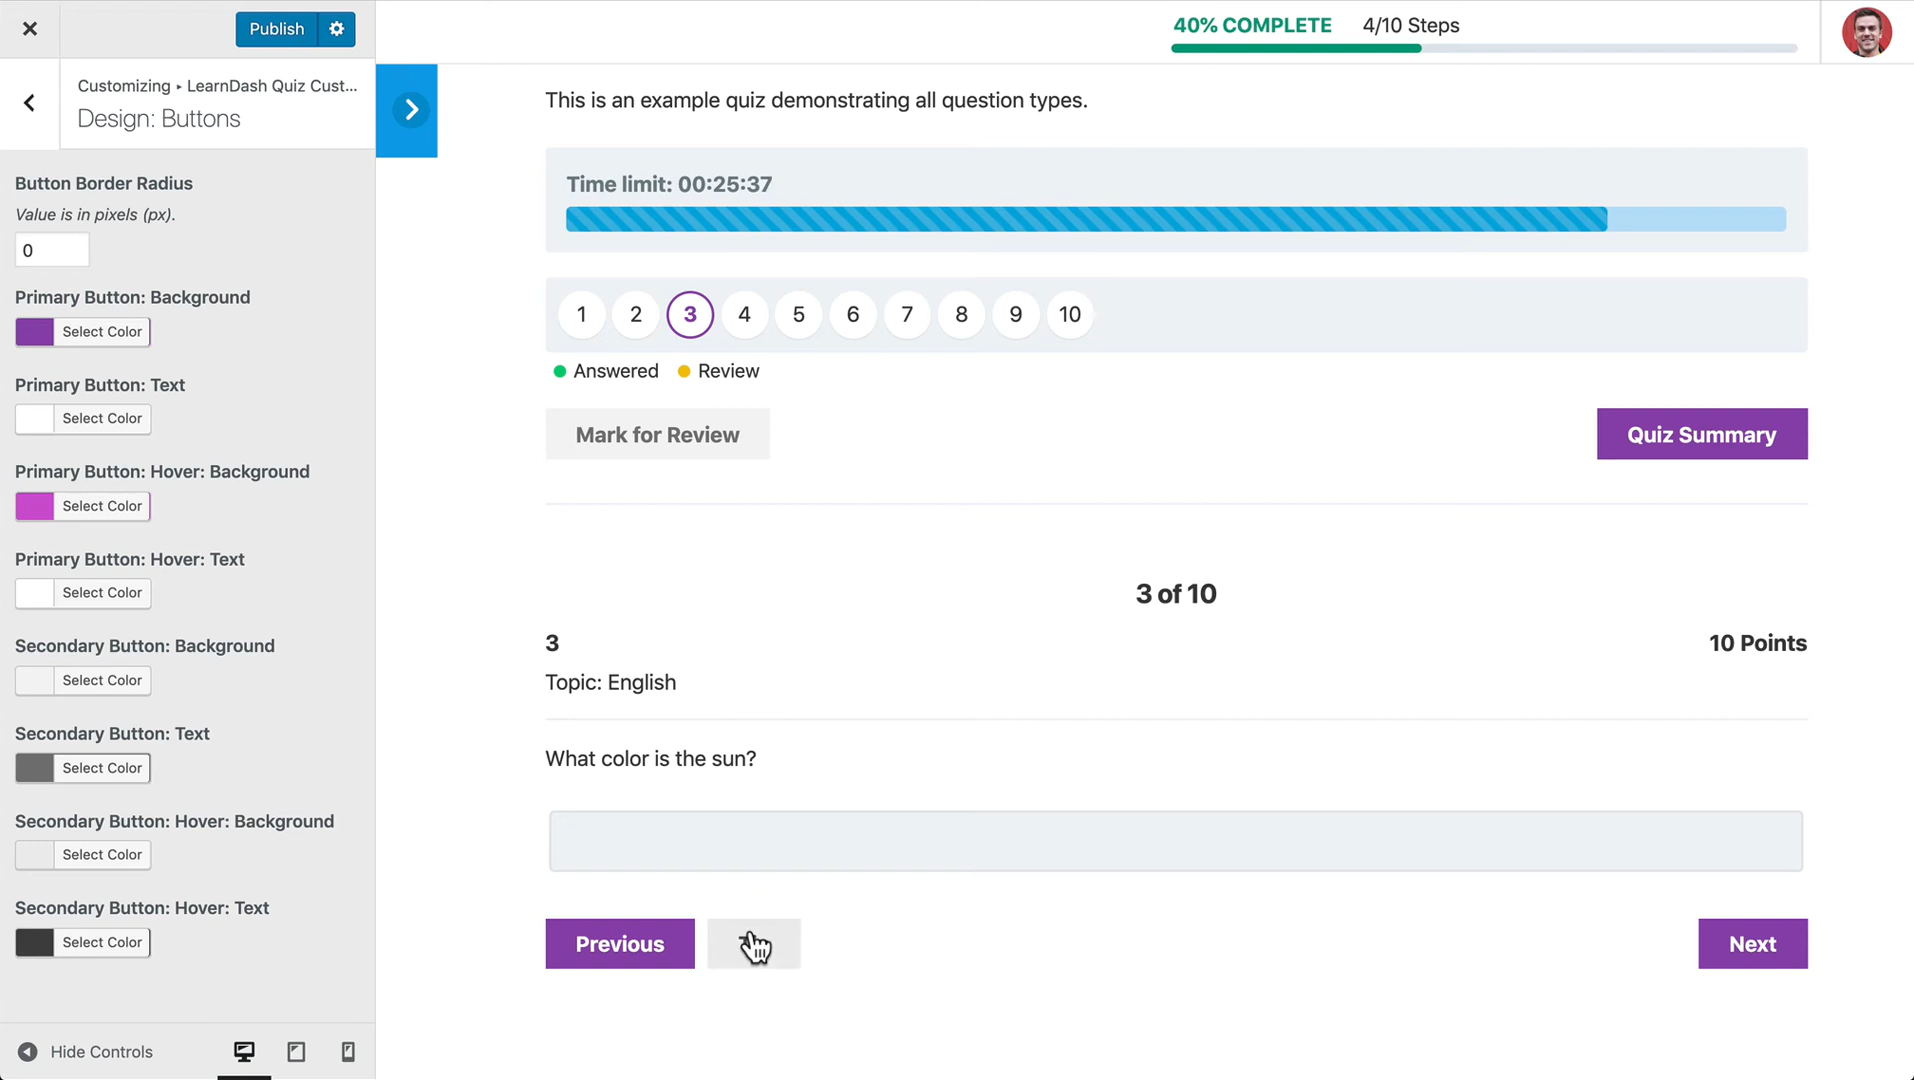 Publish
Customizing ▸ LearnDash Quiz Cust...
Design: Buttons
Button Border Radius
Value is in pixels (px).
0
Primary Button: Background
Select Color
Primary Button: Text
Select Color
Primary Button: Hover: Background
Select Color
Primary Button: Hover: Text
Select Color
Secondary Button: Background
Select Color
Secondary Button: Text
Select Color
Secondary Button: Hover: Background
Select Color
Secondary Button: Hover: Text
Select Color
Hide Controls
40% COMPLETE 4/10 Steps
This is an example quiz demonstrating all question types.
Time limit: 00:25:37
1 2 3 4 5 6 7 8 9 10
Answered Review
Mark for Review
Quiz Summary
3 of 10
3
10 Points
Topic: English
What color is the sun?
Previous
Next